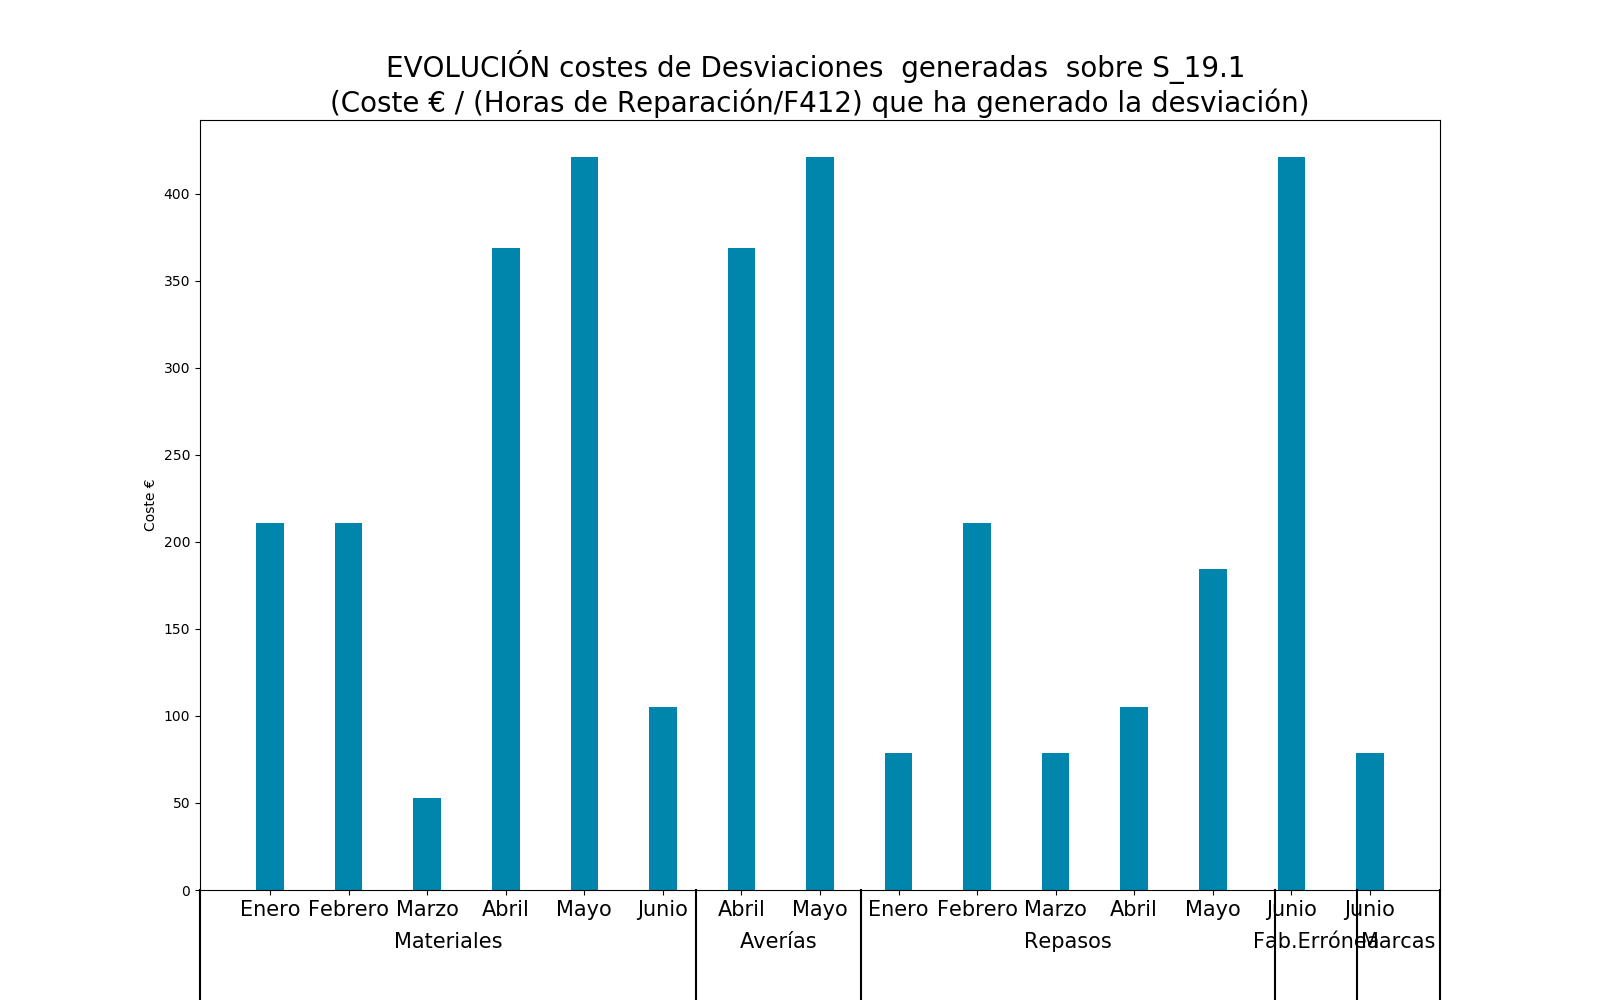 EVOLUCIÓN costes de Desviaciones  generadas  sobre S_19.1
(Coste € / (Horas de Reparación/F412) que ha generado la desviación)
Coste €
400
350
300
250
200
150
100
50
0
Enero Febrero Marzo Abril Mayo Junio Abril Mayo Enero Febrero Marzo Abril Mayo Junio Junio
Materiales Averías Repasos Fab.Errónea Marcas